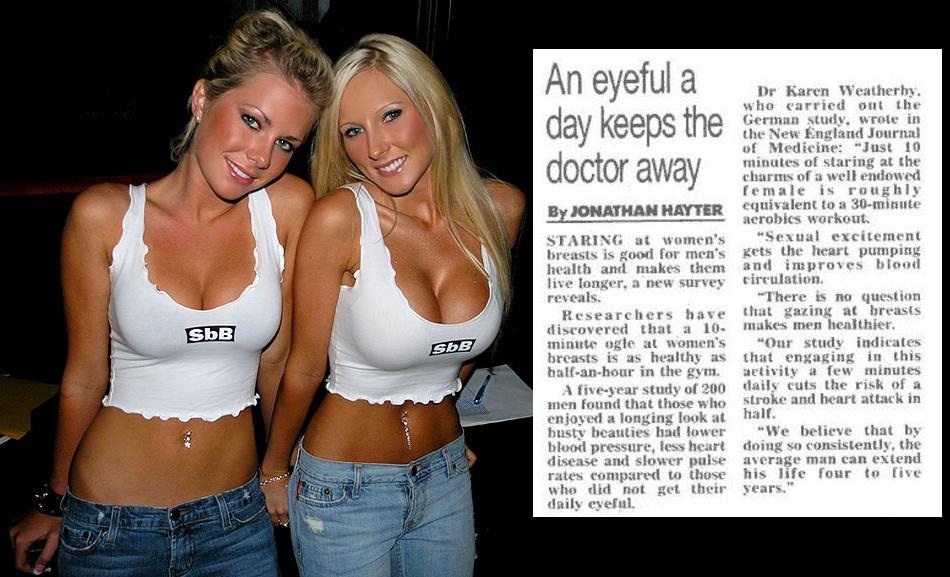 SbB
SbB
An eyeful a
day keeps the
doctor away
By JONATHAN HAYTER
STARING at women's
breasts is good for men's
health and makes them
live longer, a new survey
reveals.
Researchers have
discovered that a 10-
minute ogle at women's
breasts is as healthy as
half-an-hour in the gym.
A five-year study of 200
men found that those who
enjoyed a longing look at
busty beauties had lower
blood pressure, less heart
disease and slower pulse
rates compared to those
who did not get their
daily eyeful.
Dr Karen Weatherby,
who carried out the
German study, wrote in
the New England Journal
of Medicine: "Just 10
minutes of staring at the
charms of a well endowed
female is roughly
equivalent to a 30-minute
aerobics workout.
"Sexual excitement
gets the heart pumping
and improves blood
circulation.
"There is no question
that gazing at breasts
makes men healthier.
"Our study indicates
that engaging in this
activity a few minutes
daily cuts the risk of a
stroke and heart attack in
half.
"We believe that by
doing so consistently, the
average man can extend
his life four to five
years."